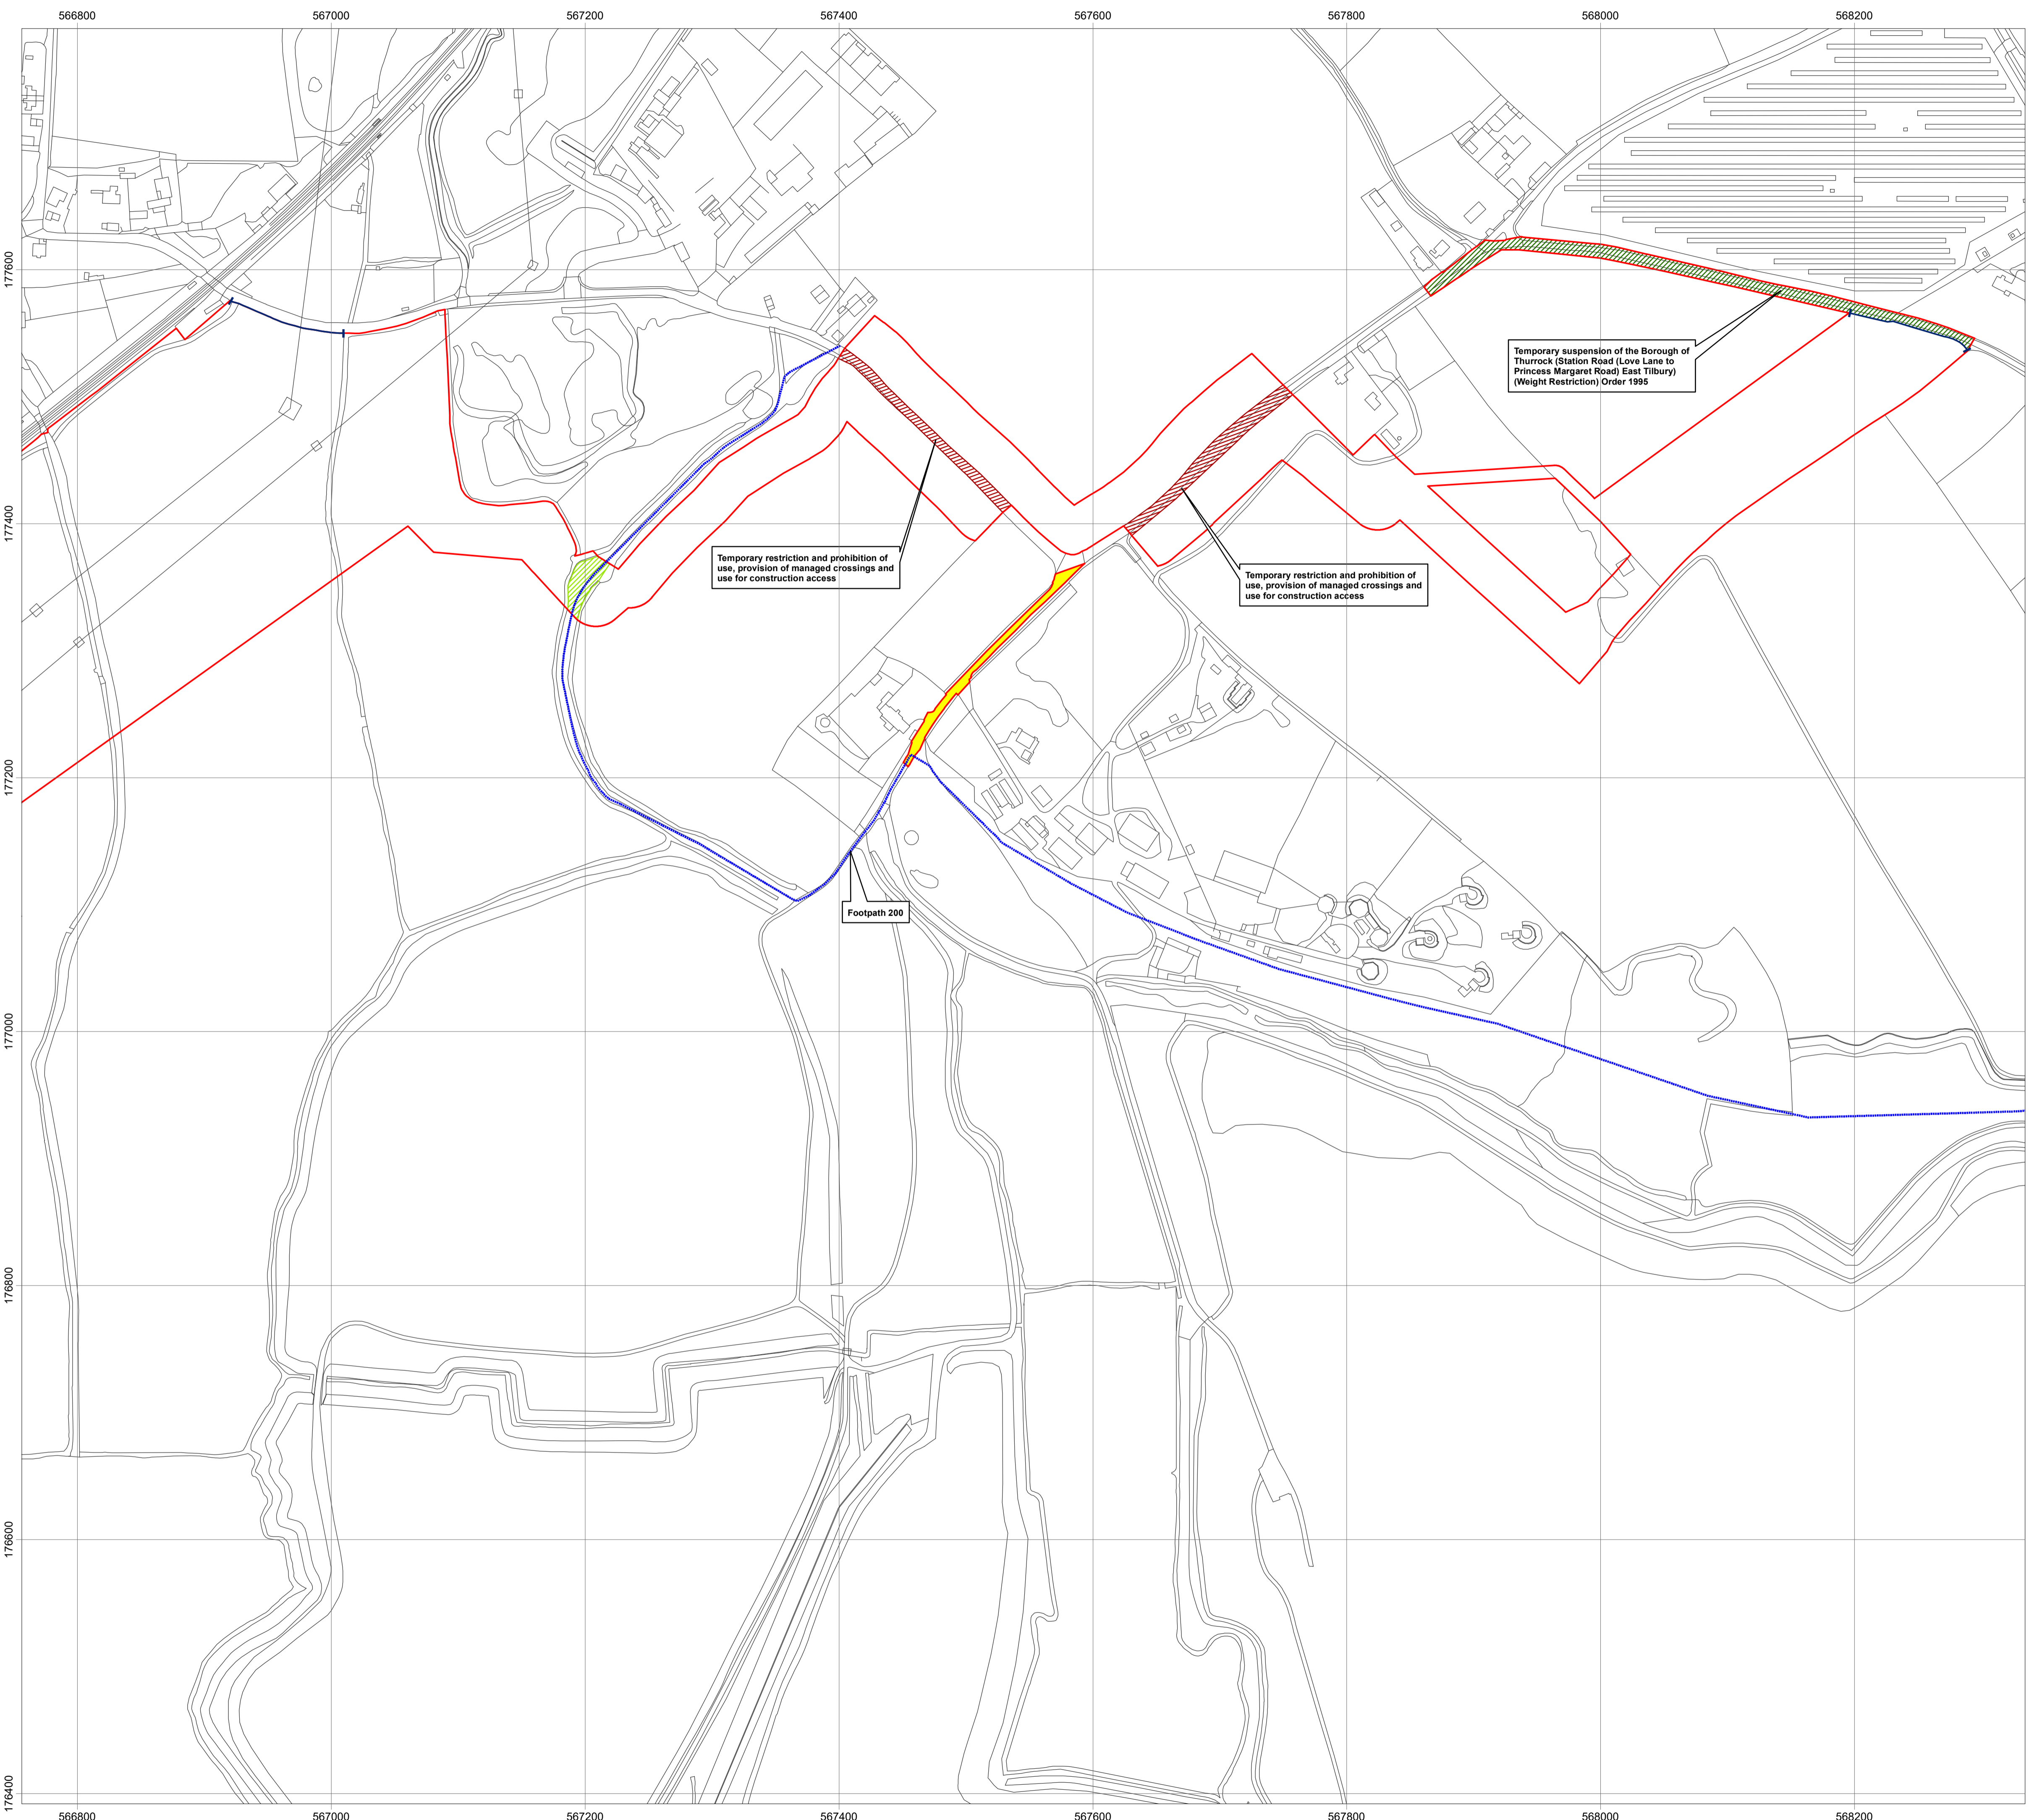 566800 567000 567200 567400 567600 567800 568000 568200
177600
177400
177200
177000
176800
176600
176400
Temporary suspension of the Borough of
Thurrock (Station Road (Love Lane to
Princess Margaret Road) East Tilbury)
(Weight Restriction) Order 1995
Temporary restriction and prohibition of
use, provision of managed crossings and
use for construction access
Temporary restriction and prohibition of
use, provision of managed crossings and
use for construction access
Footpath 200
566800 567000 567200 567400 567600 567800 568000 568200